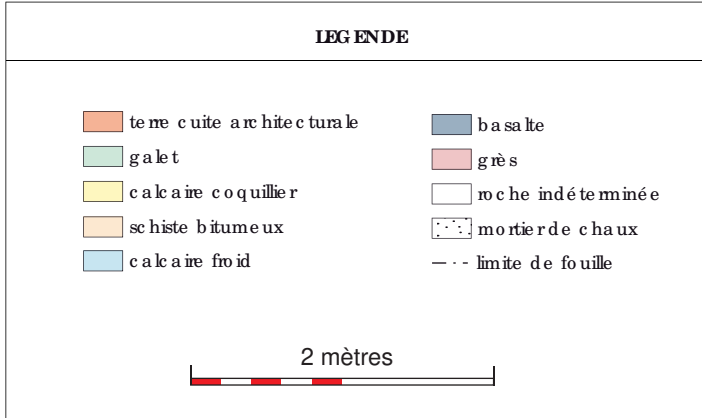 LEGENDE
terre cuite architecturale
galet
calcaire coquillier
schiste bitumeux
calcaire froid
basalte
grès
roche indéterminée
mortier de chaux
limite de fouille
2 mètres